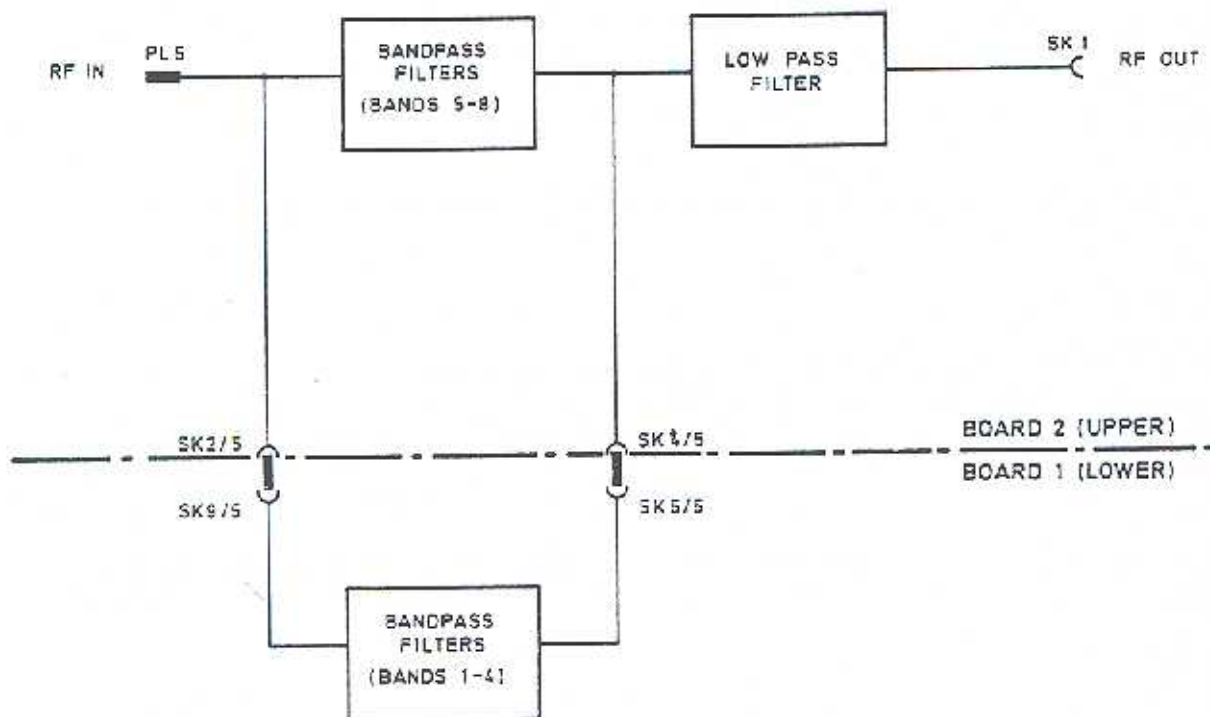 RF IN
PL5
BANDPASS
FILTERS
(BANDS 5-8)
LOW PASS
FILTER
SK1
RF OUT
SK2/5
BOARD 2 (UPPER)
BOARD 1 (LOWER)
SK9/5
SK5/5
BANDPASS
FILTERS
(BANDS 1-4)